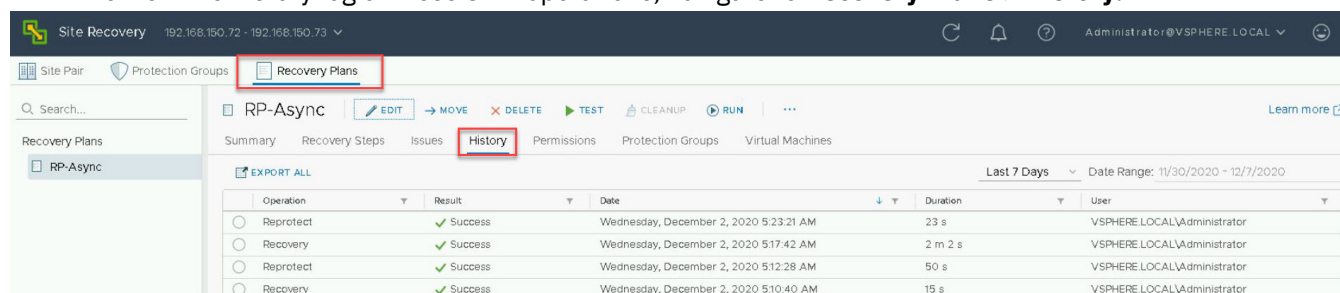 Site Recovery 192.168.150.72 - 192.168.150.73 Administrator@VSPHERE.LOCAL
Site Pair Protection Groups Recovery Plans
Search... RP-Async EDIT MOVE DELETE TEST CLEANUP RUN ... Learn more
Recovery Plans Summary Recovery Steps Issues History Permissions Protection Groups Virtual Machines
RP-Async EXPORT ALL Last 7 Days Date Range: 11/30/2020 - 12/7/2020
Operation Result Date Duration User
Reprotect Success Wednesday, December 2, 2020 5:23:21 AM 23 s VSPHERE.LOCAL\Administrator
Recovery Success Wednesday, December 2, 2020 5:17:42 AM 2 m 2 s VSPHERE.LOCAL\Administrator
Reprotect Success Wednesday, December 2, 2020 5:12:28 AM 50 s VSPHERE.LOCAL\Administrator
Recovery Success Wednesday, December 2, 2020 5:10:40 AM 15 s VSPHERE.LOCAL\Administrator